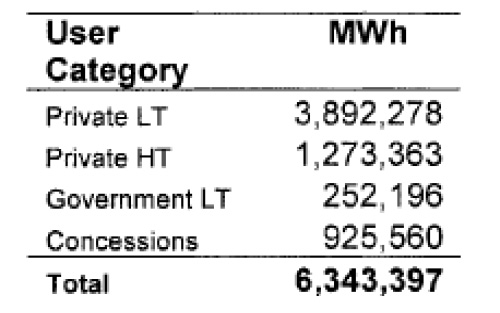 User MWh
Category
Private LT 3,892,278
Private HT 1,273,363
Government LT 252,196
Concessions 925,560
Total 6,343,397